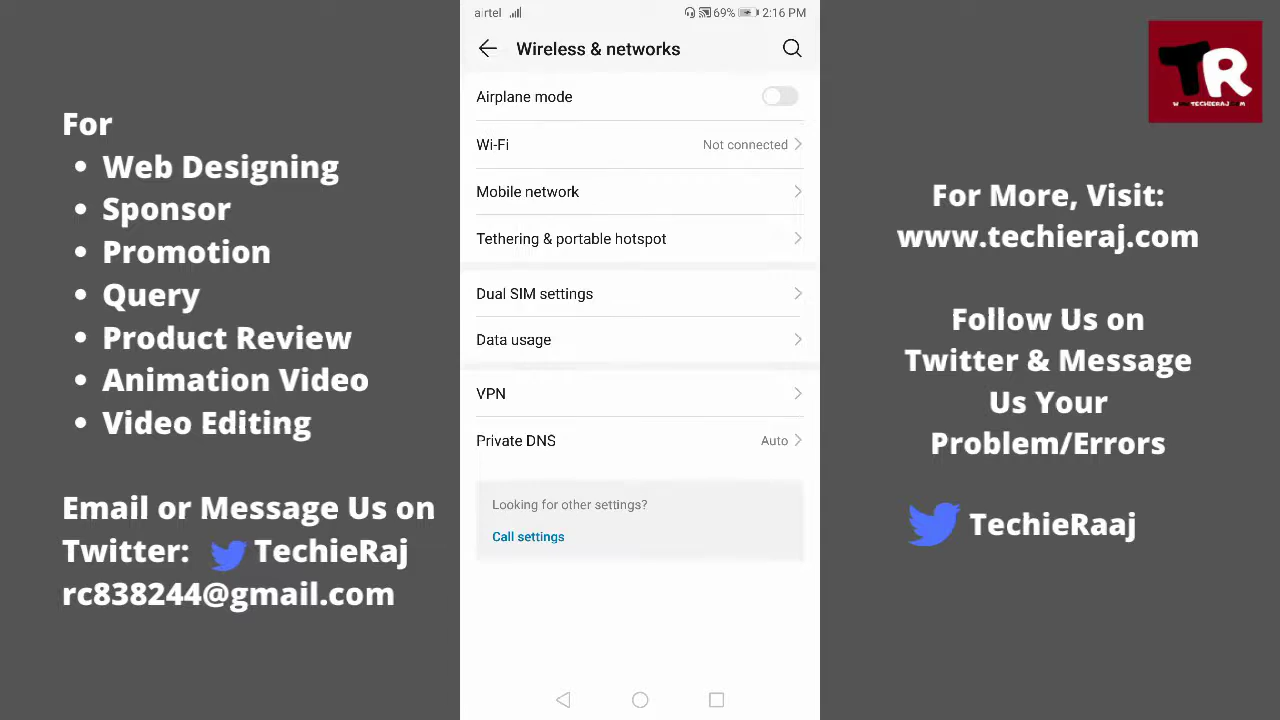 For
• Web Designing
• Sponsor
• Promotion
• Query
• Product Review
• Animation Video
• Video Editing
Email or Message Us on
Twitter: TechieRaj
rc838244@gmail.com
airtel 69% 2:16 PM
Wireless & networks
Airplane mode
Wi-Fi Not connected
Mobile network
Tethering & portable hotspot
Dual SIM settings
Data usage
VPN
Private DNS Auto
Looking for other settings?
Call settings
TR
WWW.TECHIERAJ.COM
For More, Visit:
www.techieraj.com
Follow Us on
Twitter & Message
Us Your
Problem/Errors
TechieRaaj